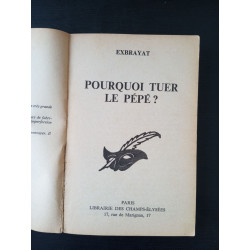 EXBRAYAT
POURQUOI TUER
LE PÉPÉ ?
PARIS
LIBRAIRIE DES CHAMPS-ÉLYSÉES
17, rue de Marignan, 17